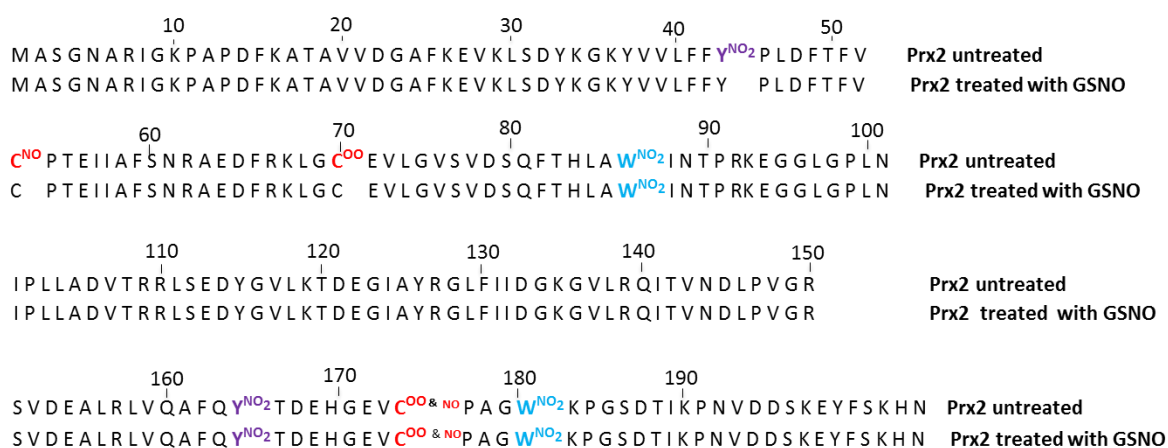 10 20 30 40 50
M A S G N A R I G K P A P D F K A T A V V D G A F K E V K L S D Y K G K Y V V L F F Y^NO2 P L D F T F V Prx2 untreated
M A S G N A R I G K P A P D F K A T A V V D G A F K E V K L S D Y K G K Y V V L F F Y P L D F T F V Prx2 treated with GSNO
60 70 80 90 100
C^NO P T E I I A F S N R A E D F R K L G C^OO E V L G V S V D S Q F T H L A W^NO2 I N T P R K E G G L G P L N Prx2 untreated
C P T E I I A F S N R A E D F R K L G C E V L G V S V D S Q F T H L A W^NO2 I N T P R K E G G L G P L N Prx2 treated with GSNO
110 120 130 140 150
I P L L A D V T R R L S E D Y G V L K T D E G I A Y R G L F I I D G K G V L R Q I T V N D L P V G R Prx2 untreated
I P L L A D V T R R L S E D Y G V L K T D E G I A Y R G L F I I D G K G V L R Q I T V N D L P V G R Prx2 treated with GSNO
160 170 180 190
S V D E A L R L V Q A F Q Y^NO2 T D E H G E V C^OO & NO P A G W^NO2 K P G S D T I K P N V D D S K E Y F S K H N Prx2 untreated
S V D E A L R L V Q A F Q Y^NO2 T D E H G E V C^OO & NO P A G W^NO2 K P G S D T I K P N V D D S K E Y F S K H N Prx2 treated with GSNO